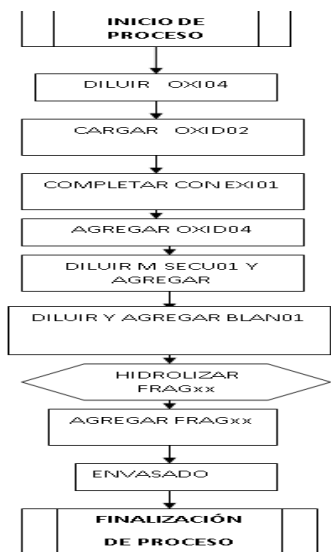 INICIO DE
PROCESO
DILUIR OXI04
CARGAR OXID02
COMPLETAR CON EXI01
AGREGAR OXID04
DILUIR M SECU01 Y
AGREGAR
DILUIR Y AGREGAR BLAN01
HIDROLIZAR
FRAGxx
AGREGAR FRAGxx
ENVASADO
FINALIZACIÓN
DE PROCESO